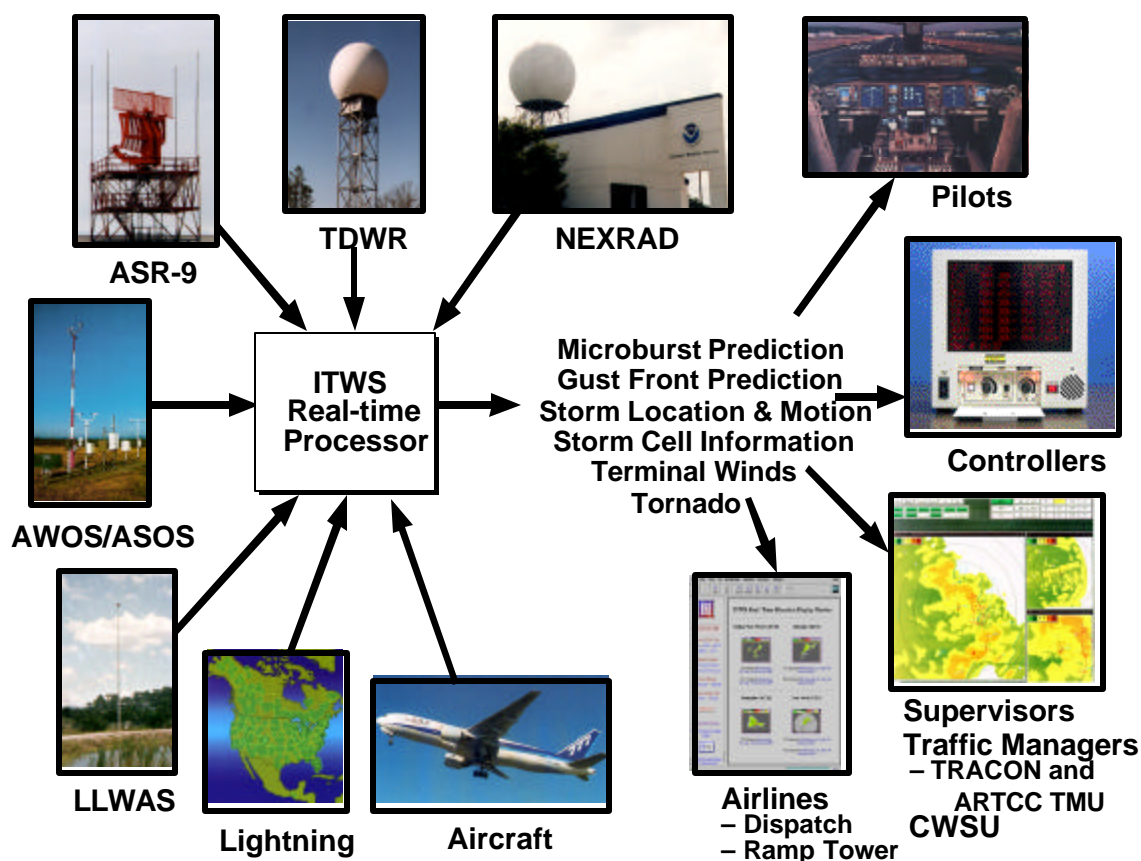 TDWR
NEXRAD
Pilots
ASR-9
ITWS
Real-time
Processor
Microburst Prediction
Gust Front Prediction
Storm Location & Motion
Storm Cell Information
Terminal Winds
Tornado
Controllers
AWOS/ASOS
LLWAS
Lightning
Aircraft
Airlines
– Dispatch
– Ramp Tower
Supervisors
Traffic Managers
– TRACON and
ARTCC TMU
CWSU
777